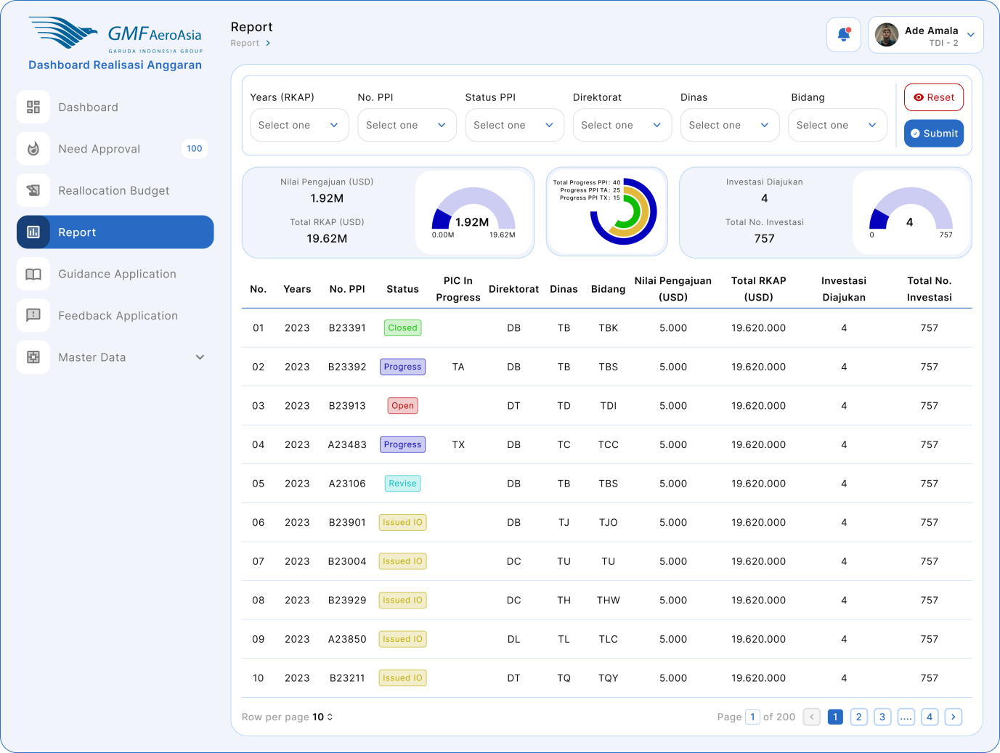 GMF AeroAsia
GARUDA INDONESIA GROUP
Dashboard Realisasi Anggaran
Dashboard
Need Approval 100
Reallocation Budget
Report
Guidance Application
Feedback Application
Master Data
Report
Report
Ade Amala
TDI - 2
Years (RKAP) No. PPI Status PPI Direktorat Dinas Bidang
Select one Select one Select one Select one Select one Select one
Reset
Submit
Nilai Pengajuan (USD)
1.92M
Total RKAP (USD)
19.62M
1.92M
0.00M 19.62M
Total Progress PPI: 40
Progress PPI TA: 25
Progress PPI TX: 15
Investasi Diajukan
4
Total No. Investasi
757
4
0 757
No. Years No. PPI Status PIC In Progress Direktorat Dinas Bidang Nilai Pengajuan (USD) Total RKAP (USD) Investasi Diajukan Total No. Investasi
01 2023 B23391 Closed DB TB TBK 5.000 19.620.000 4 757
02 2023 B23392 Progress TA DB TB TBS 5.000 19.620.000 4 757
03 2023 B23913 Open DT TD TDI 5.000 19.620.000 4 757
04 2023 A23483 Progress TX DB TC TCC 5.000 19.620.000 4 757
05 2023 A23106 Revise DB TB TBS 5.000 19.620.000 4 757
06 2023 B23901 Issued IO DB TJ TJO 5.000 19.620.000 4 757
07 2023 B23004 Issued IO DC TU TU 5.000 19.620.000 4 757
08 2023 B23929 Issued IO DC TH THW 5.000 19.620.000 4 757
09 2023 A23850 Issued IO DL TL TLC 5.000 19.620.000 4 757
10 2023 B23211 Issued IO DT TQ TQY 5.000 19.620.000 4 757
Row per page 10
Page 1 of 200 < 1 2 3 .... 4 >